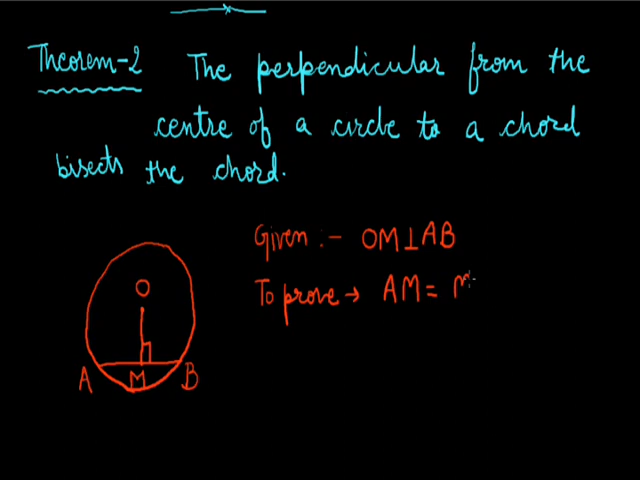 Theorem-2 The perpendicular from the
centre of a circle to a chord
bisects the chord.
Given :- OM⊥AB
To prove → AM = M
O
A M B